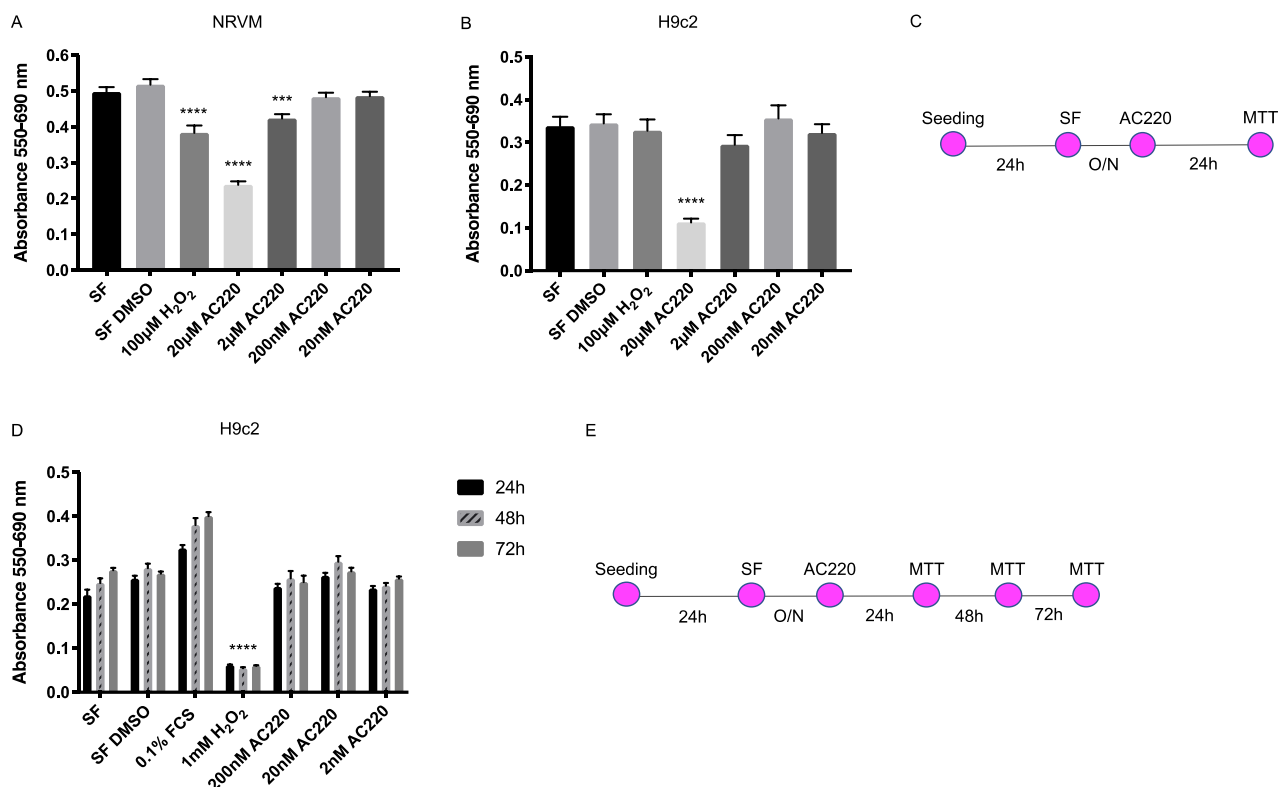 A
NRVM
Absorbance 550-690 nm
0.6
0.5
0.4
0.3
0.2
0.1
0.0
****
****
***
SF
SF DMSO
100µM H₂O₂
20µM AC220
2µM AC220
200nM AC220
20nM AC220
B
H9c2
Absorbance 550-690 nm
0.5
0.4
0.3
0.2
0.1
0.0
****
SF
SF DMSO
100µM H₂O₂
20µM AC220
2µM AC220
200nM AC220
20nM AC220
C
Seeding SF AC220 MTT
24h O/N 24h
D
H9c2
Absorbance 550-690 nm
0.5
0.4
0.3
0.2
0.1
0.0
****
SF
SF DMSO
0.1% FCS
1mM H₂O₂
200nM AC220
20nM AC220
2nM AC220
24h
48h
72h
E
Seeding SF AC220 MTT MTT MTT
24h O/N 24h 48h 72h